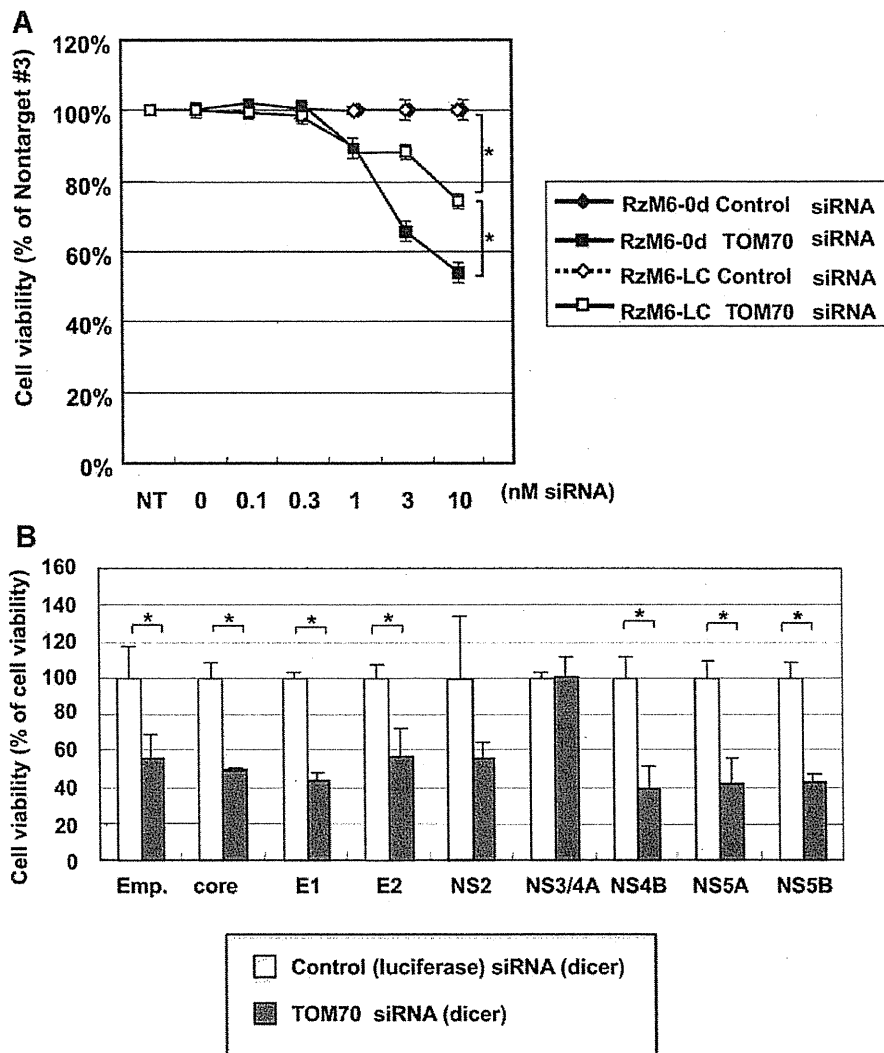 A
Cell viability (% of Nontarget #3)
120%
100%
80%
60%
40%
20%
0%
*
*
NT 0 0.1 0.3 1 3 10 (nM siRNA)
RzM6-0d Control siRNA
RzM6-0d TOM70 siRNA
RzM6-LC Control siRNA
RzM6-LC TOM70 siRNA
B
Cell viability (% of cell viability)
160
140
120
100
80
60
40
20
0
* * * * * * *
Emp. core E1 E2 NS2 NS3/4A NS4B NS5A NS5B
Control (luciferase) siRNA (dicer)
TOM70 siRNA (dicer)